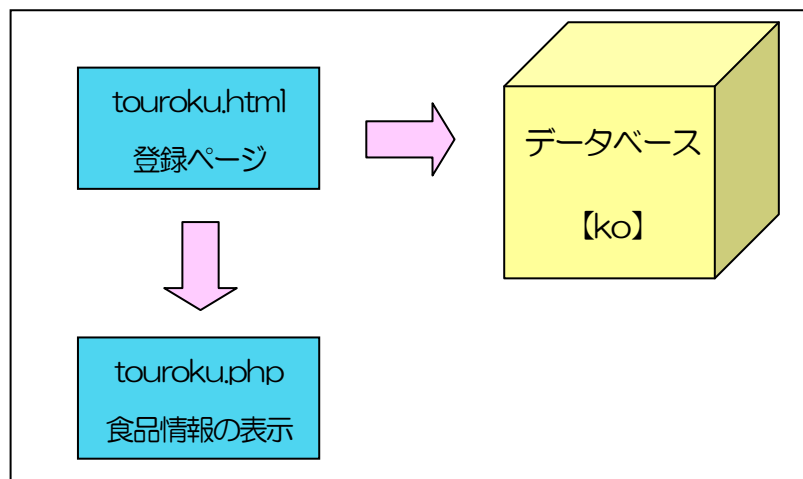 touroku.html
登録ページ
データベース
【ko】
touroku.php
食品情報の表示